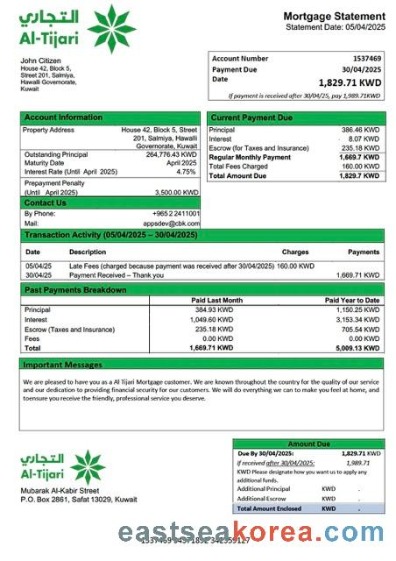 التجاري
Al-Tijari
Mortgage Statement
Statement Date: 05/04/2025
John Citizen
House 42, Block 5,
Street 201, Salmiya,
Hawalli Governorate,
Kuwait
Account Number 1537469
Payment Due 30/04/2025
Date
1,829.71 KWD
If payment is received after 30/04/25, pay 1,989.71KWD
Account Information
Property Address House 42, Block 5, Street
201, Salmiya, Hawalli
Governorate, Kuwait
Outstanding Principal 264,776.43 KWD
Maturity Date April 2025
Interest Rate (Until April 2025) 4.75%
Prepayment Penalty
(Until April 2025) 3,500.00 KWD
Contact Us
By Phone: +965 2 2411001
Mail: appsdev@cbk.com
Current Payment Due
Principal 386.46 KWD
Interest 8.07 KWD
Escrow (for Taxes and Insurance) 235.18 KWD
Regular Monthly Payment 1,669.7 KWD
Total Fees Charged 160.00 KWD
Total Amount Due 1,829.7 KWD
Transaction Activity (05/04/2025 – 30/04/2025)
Date Description Charges Payments
05/04/25 Late Fees (charged because payment was received after 30/04/2025) 160.00 KWD
30/04/25 Payment Received – Thank you 1,669.71 KWD
Past Payments Breakdown
Paid Last Month Paid Year to Date
Principal 384.93 KWD 1,150.25 KWD
Interest 1,049.60 KWD 3,153.34 KWD
Escrow (Taxes and Insurance) 235.18 KWD 705.54 KWD
Fees 0.00 KWD 0.00 KWD
Total 1,669.71 KWD 5,009.13 KWD
Important Messages
We are pleased to have you as a Al Tijari Mortgage customer. We are known throughout the country for the quality of our service
and our dedication to providing financial security for our customers. We will do everything we can to make you feel at home, and
toensure you receive the friendly, professional service you deserve.
التجاري
Al-Tijari
Mubarak Al-Kabir Street
P.O. Box 2861, Safat 13029, Kuwait
Amount Due
Due By 30/04/2025: 1,829.71 KWD
If received after 30/04/2025: 1,989.71
KWD Please designate how you want us to apply any
additional funds.
Additional Principal KWD .
Additional Escrow KWD .
Total Amount Enclosed KWD .
eastseakorea.com